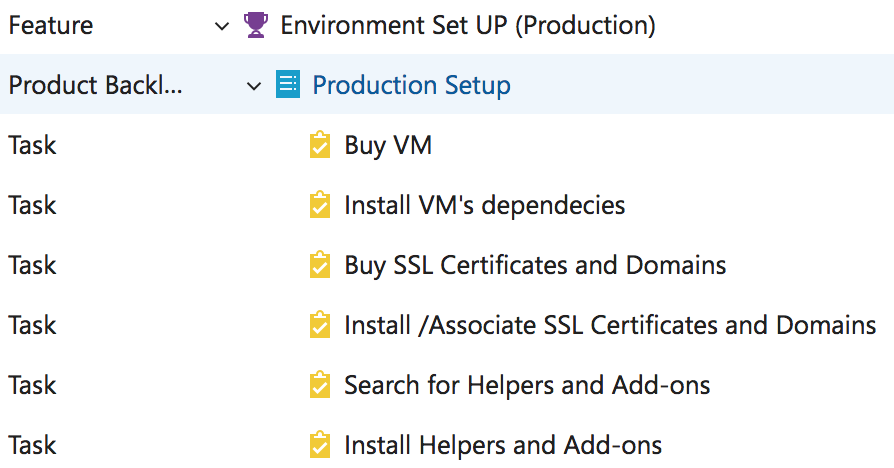 Feature Environment Set UP (Production)
Product Backl... Production Setup
Task Buy VM
Task Install VM's dependecies
Task Buy SSL Certificates and Domains
Task Install /Associate SSL Certificates and Domains
Task Search for Helpers and Add-ons
Task Install Helpers and Add-ons